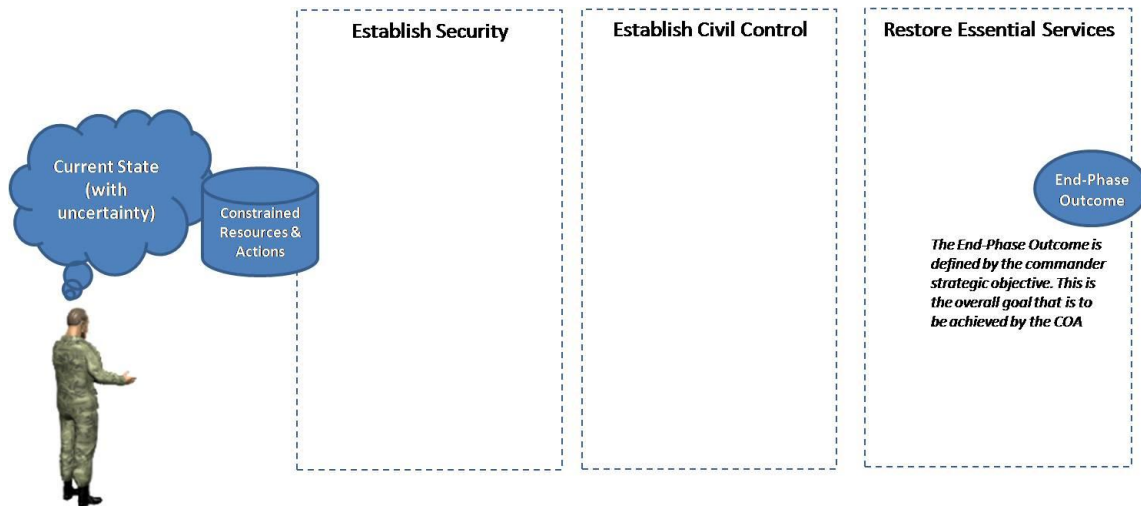 Establish Security
Establish Civil Control
Restore Essential Services
Current State
(with
uncertainty)
Constrained
Resources &
Actions
End-Phase
Outcome
The End-Phase Outcome is
defined by the commander
strategic objective. This is
the overall goal that is to
be achieved by the COA